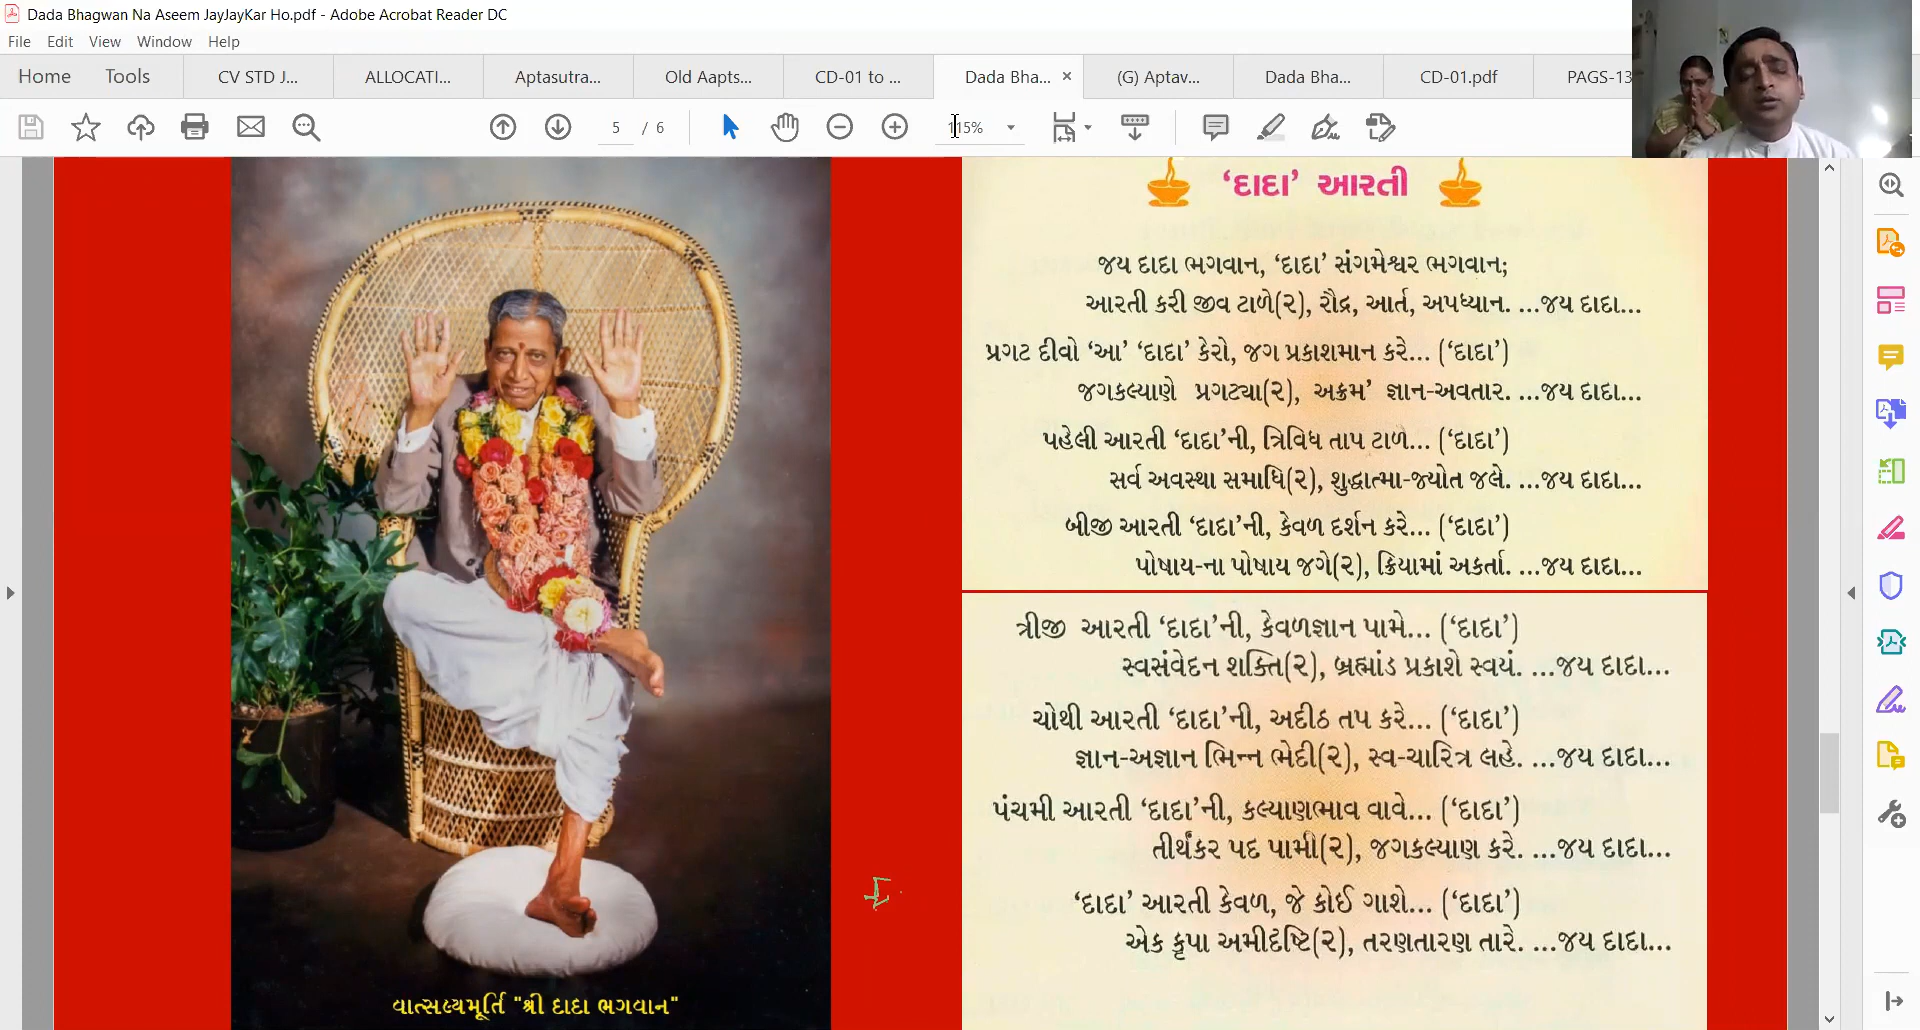 Dada Bhagwan Na Aseem JayJayKar Ho.pdf - Adobe Acrobat Reader DC
File Edit View Window Help
Home Tools CV STD J... ALLOCATI... Aptasutra... Old Aapts... CD-01 to ... Dada Bha... × (G) Aptav... Dada Bha... CD-01.pdf PAGS-13
5 / 6 115%
‘દાદા’ આરતી
જય દાદા ભગવાન, ‘દાદા’ સંગમેશ્વર ભગવાન;
આરતી કરી જીવ ટાળે(૨), રૌદ્ર, આર્ત, અપધ્યાન. ...જય દાદા...
પ્રગટ દીવો ‘આ’ ‘દાદા’ કેરો, જગ પ્રકાશમાન કરે... (‘દાદા’)
જગકલ્યાણે પ્રગટ્યા(૨), અક્રમ’ જ્ઞાન-અવતાર. ...જય દાદા...
પહેલી આરતી ‘દાદા’ની, ત્રિવિધ તાપ ટાળે... (‘દાદા’)
સર્વ અવસ્થા સમાધિ(૨), શુદ્ધાત્મા-જ્યોત જલે. ...જય દાદા...
બીજી આરતી ‘દાદા’ની, કેવળ દર્શન કરે... (‘દાદા’)
પોષાય-ના પોષાય જગે(૨), ક્રિયામાં અકર્તા. ...જય દાદા...
ત્રીજી આરતી ‘દાદા’ની, કેવળજ્ઞાન પામે... (‘દાદા’)
સ્વસંવેદન શક્તિ(૨), બ્રહ્માંડ પ્રકાશે સ્વયં. ...જય દાદા...
ચોથી આરતી ‘દાદા’ની, અદીઠ તપ કરે... (‘દાદા’)
જ્ઞાન-અજ્ઞાન ભિન્ન ભેદી(૨), સ્વ-ચારિત્ર લહે. ...જય દાદા...
પંચમી આરતી ‘દાદા’ની, કલ્યાણભાવ વાવે... (‘દાદા’)
તીર્થંકર પદ પામી(૨), જગકલ્યાણ કરે. ...જય દાદા...
‘દાદા’ આરતી કેવળ, જે કોઈ ગાશે... (‘દાદા’)
એક કૃપા અમીદૃષ્ટિ(૨), તરણતારણ તારે. ...જય દાદા...
વાત્સલ્યમૂર્તિ "શ્રી દાદા ભગવાન"